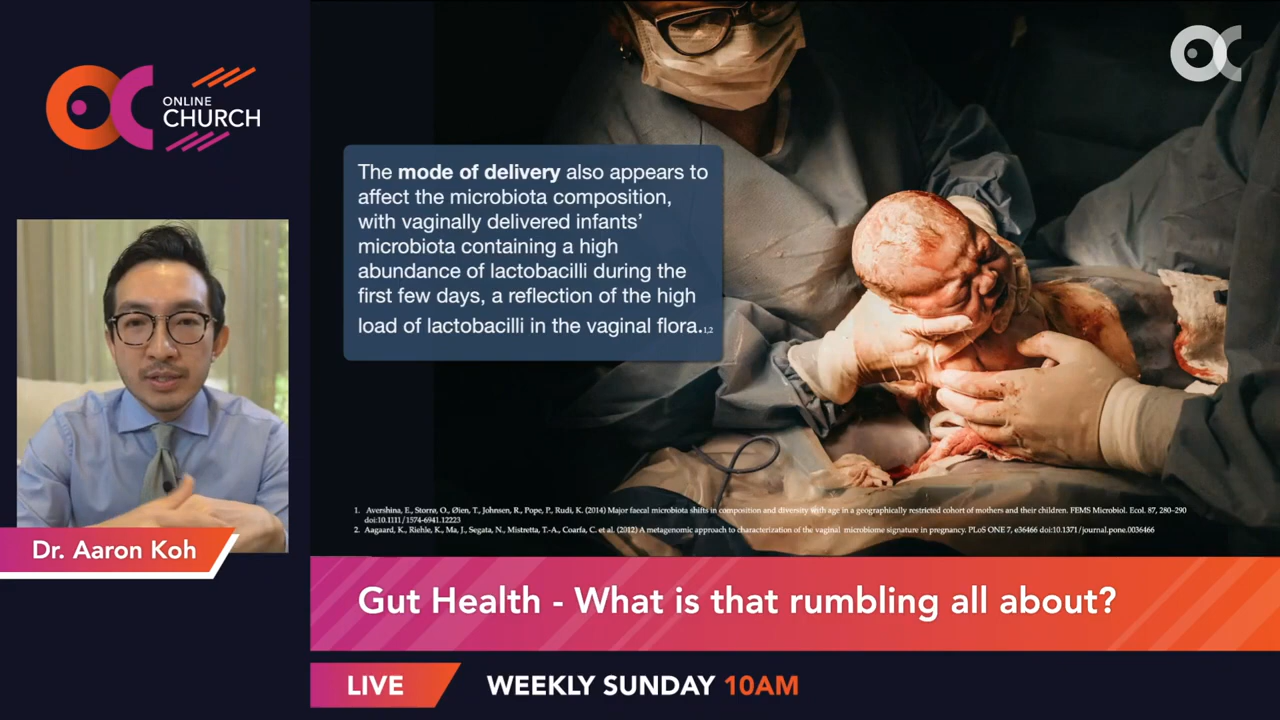 ONLINE
CHURCH
The mode of delivery also appears to
affect the microbiota composition,
with vaginally delivered infants’
microbiota containing a high
abundance of lactobacilli during the
first few days, a reflection of the high
load of lactobacilli in the vaginal flora.1,2
1. Avershina, E., Storrø, O., Øien, T., Johnsen, R., Pope, P., Rudi, K. (2014) Major faecal microbiota shifts in composition and diversity with age in a geographically restricted cohort of mothers and their children. FEMS Microbiol. Ecol. 87, 280–290
doi:10.1111/1574-6941.12223
2. Aagaard, K., Riehle, K., Ma, J., Segata, N., Mistretta, T.-A., Coarfa, C. et al. (2012) A metagenomic approach to characterization of the vaginal microbiome signature in pregnancy. PLoS ONE 7, e36466 doi:10.1371/journal.pone.0036466
Dr. Aaron Koh
Gut Health - What is that rumbling all about?
LIVE
WEEKLY SUNDAY 10AM